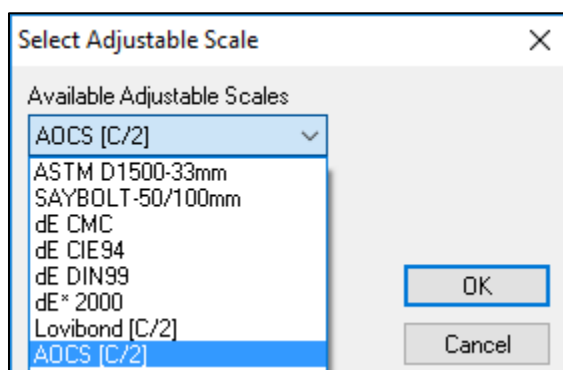 Select Adjustable Scale
Available Adjustable Scales
AOCS [C/2]
ASTM D1500-33mm
SAYBOLT-50/100mm
dE CMC
dE CIE94
dE DIN99
dE* 2000
Lovibond [C/2]
AOCS [C/2]
OK
Cancel